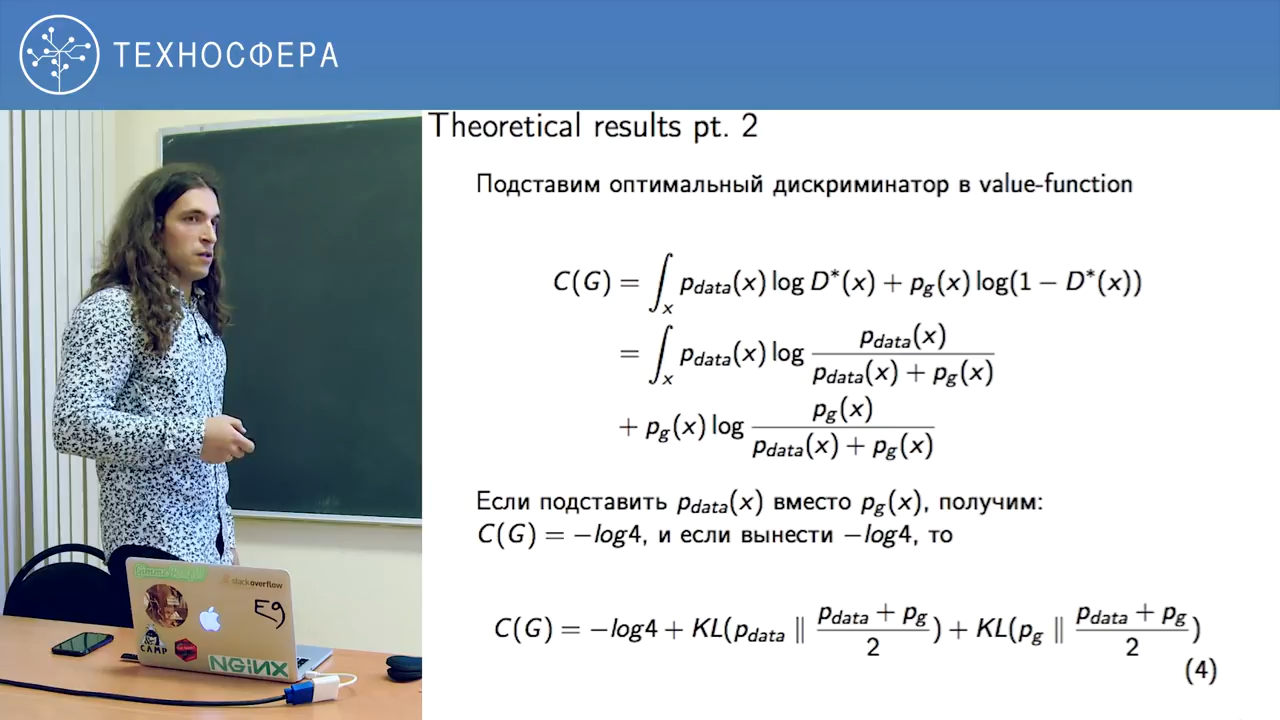 ТЕХНОСФЕРА
Theoretical results pt. 2
Подставим оптимальный дискриминатор в value-function
C(G) = ∫_x p_data(x) log D*(x) + p_g(x) log(1 − D*(x))
= ∫_x p_data(x) log p_data(x) / (p_data(x) + p_g(x))
+ p_g(x) log p_g(x) / (p_data(x) + p_g(x))
Если подставить p_data(x) вместо p_g(x), получим:
C(G) = −log4, и если вынести −log4, то
C(G) = −log4 + KL(p_data ∥ (p_data + p_g) / 2) + KL(p_g ∥ (p_data + p_g) / 2)
(4)
stackoverflow
E9
CAMP
NGINX